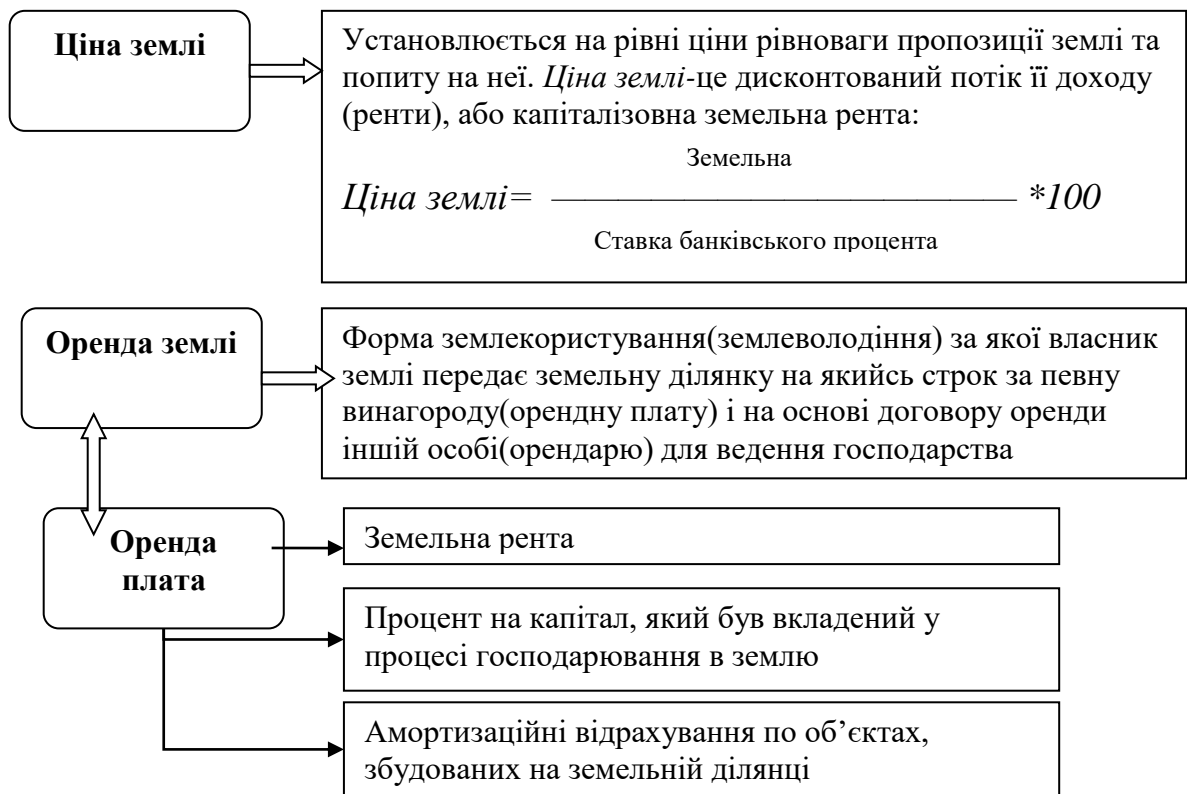 Ціна землі
Установлюється на рівні ціни рівноваги пропозиції землі та
попиту на неї. Ціна землі-це дисконтований потік її доходу
(ренти), або капіталізовна земельна рента:
Земельна
Ціна землі= ——————————————— *100
Ставка банківського процента
Оренда землі
Форма землекористування(землеволодіння) за якої власник
землі передає земельну ділянку на якийсь строк за певну
винагороду(орендну плату) і на основі договору оренди
іншій особі(орендарю) для ведення господарства
Оренда
плата
Земельна рента
Процент на капітал, який був вкладений у
процесі господарювання в землю
Амортизаційні відрахування по об’єктах,
збудованих на земельній ділянці